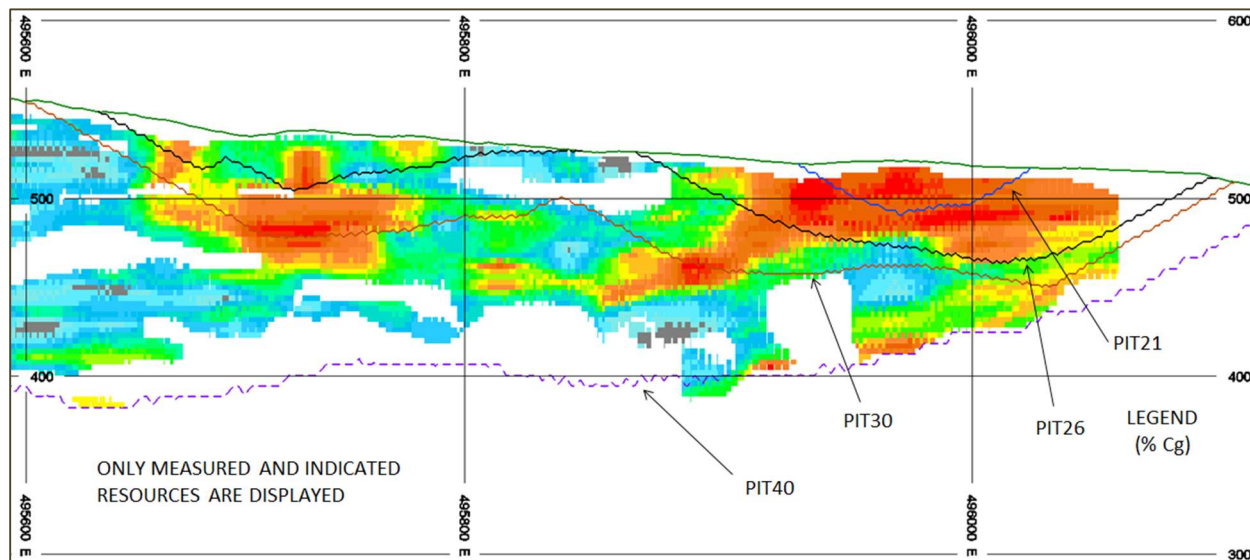 495600 E
495800 E
496000 E
600
500
500
PIT21
400
400
PIT30
PIT26
LEGEND
(% Cg)
ONLY MEASURED AND INDICATED
RESOURCES ARE DISPLAYED
PIT40
495600 E
495800 E
496000 E
300